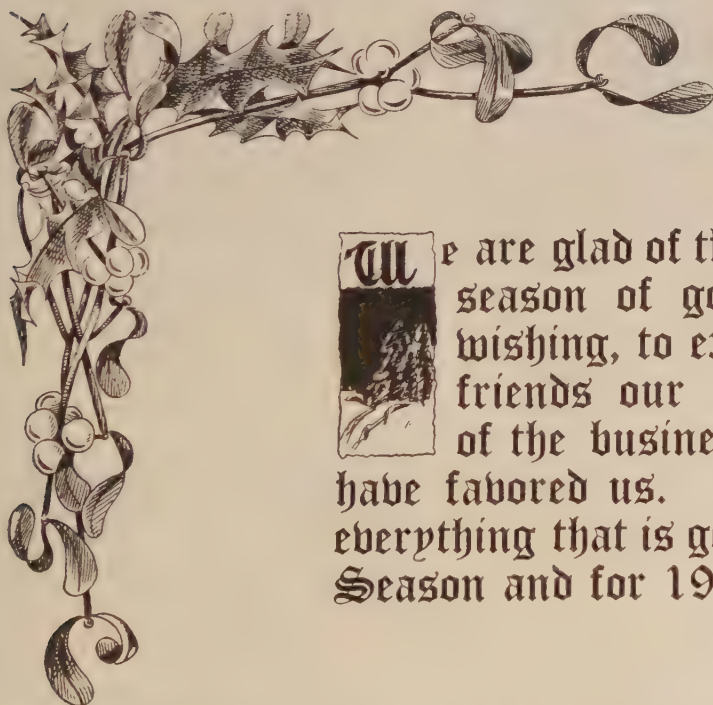 We are glad of th
season of go
wishing, to ex
friends our
of the busine
have favored us.
everything that is g
Season and for 19